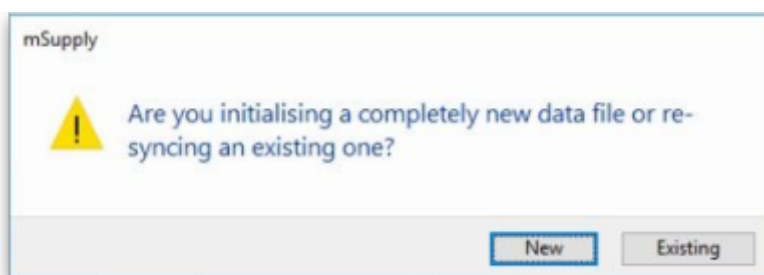 mSupply
Are you initialising a completely new data file or re-
syncing an existing one?
New
Existing